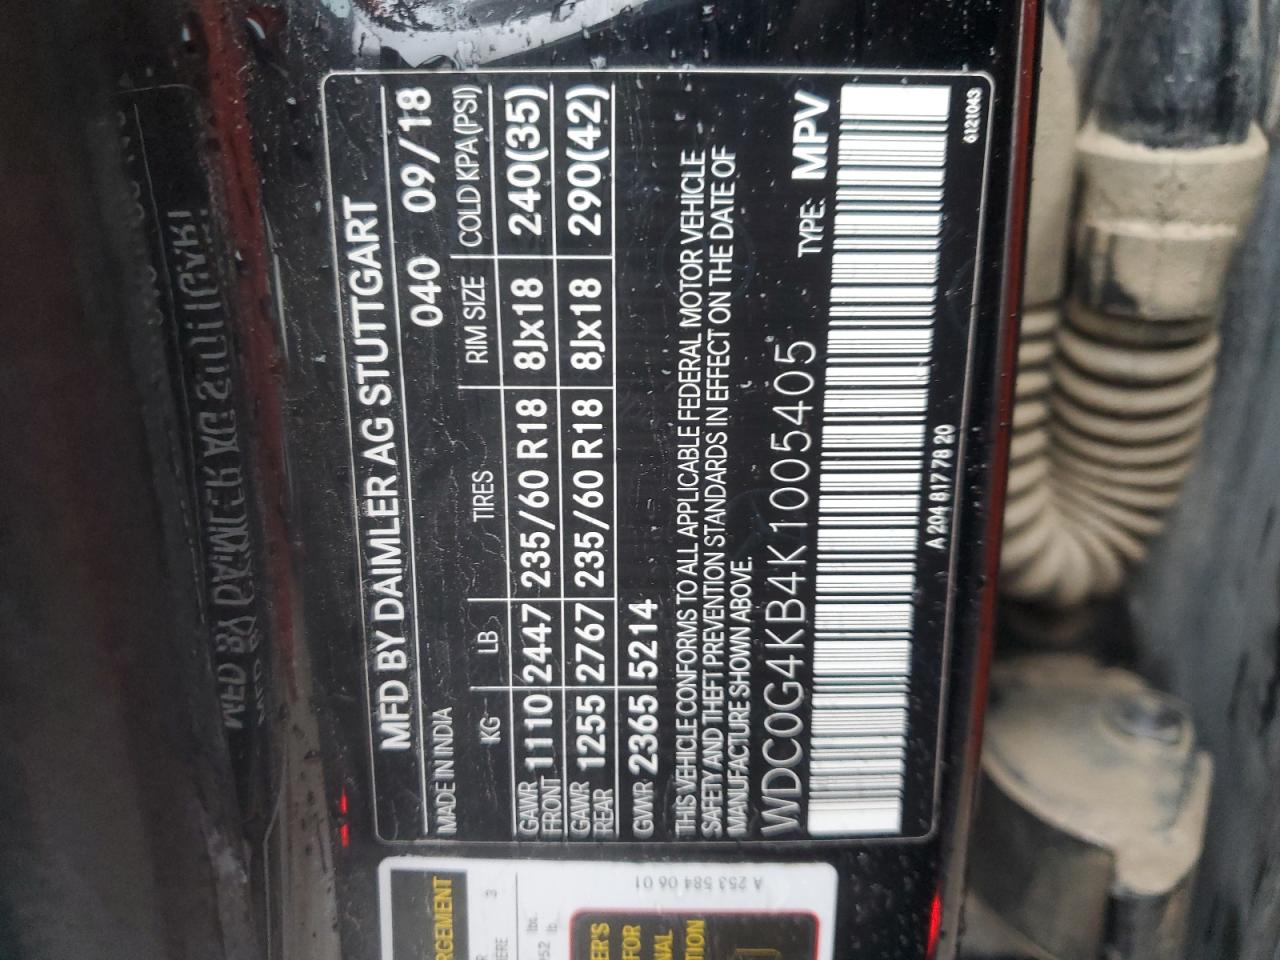 MFD BY DAIMLER AG STUTTGART
MADE IN INDIA 040 09/18
KG LB TIRES RIM SIZE COLD KPA (PSI)
GAWR FRONT 1110 2447 235/60 R18 8Jx18 240(35)
GAWR REAR 1255 2767 235/60 R18 8Jx18 290(42)
GVWR 2365 5214
THIS VEHICLE CONFORMS TO ALL APPLICABLE FEDERAL MOTOR VEHICLE
SAFETY AND THEFT PREVENTION STANDARDS IN EFFECT ON THE DATE OF
MANUFACTURE SHOWN ABOVE.
WDC0G4KB4K1005405 TYPE: MPV
A 204 817 78 20
6121043
A 253 584 06 01
3
lbs.
lb.